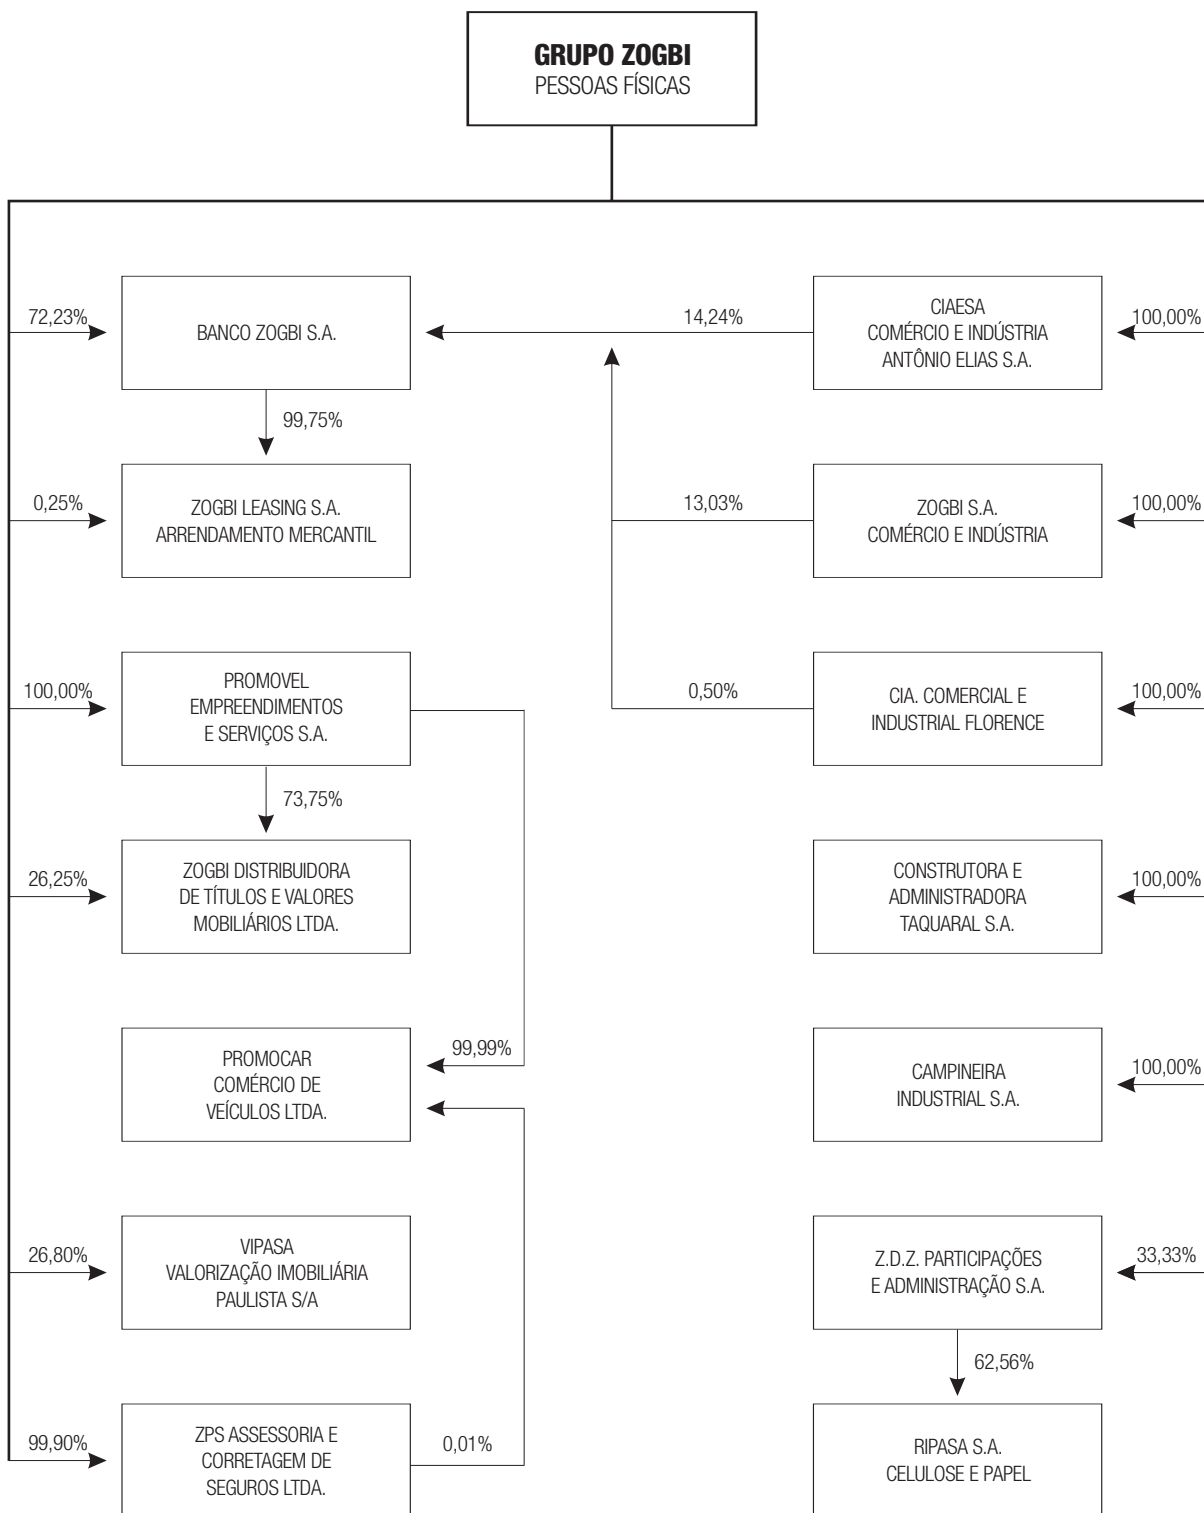 GRUPO ZOGBI
PESSOAS FÍSICAS
72,23%
BANCO ZOGBI S.A.
14,24%
CIAESA
COMÉRCIO E INDÚSTRIA
ANTÔNIO ELIAS S.A.
100,00%
99,75%
0,25%
ZOGBI LEASING S.A.
ARRENDAMENTO MERCANTIL
13,03%
ZOGBI S.A.
COMÉRCIO E INDÚSTRIA
100,00%
100,00%
PROMOVEL
EMPREENDIMENTOS
E SERVIÇOS S.A.
0,50%
CIA. COMERCIAL E
INDUSTRIAL FLORENCE
100,00%
73,75%
26,25%
ZOGBI DISTRIBUIDORA
DE TÍTULOS E VALORES
MOBILIÁRIOS LTDA.
CONSTRUTORA E
ADMINISTRADORA
TAQUARAL S.A.
100,00%
PROMOCAR
COMÉRCIO DE
VEÍCULOS LTDA.
99,99%
CAMPINEIRA
INDUSTRIAL S.A.
100,00%
26,80%
VIPASA
VALORIZAÇÃO IMOBILIÁRIA
PAULISTA S/A
Z.D.Z. PARTICIPAÇÕES
E ADMINISTRAÇÃO S.A.
33,33%
62,56%
99,90%
ZPS ASSESSORIA E
CORRETAGEM DE
SEGUROS LTDA.
0,01%
RIPASA S.A.
CELULOSE E PAPEL